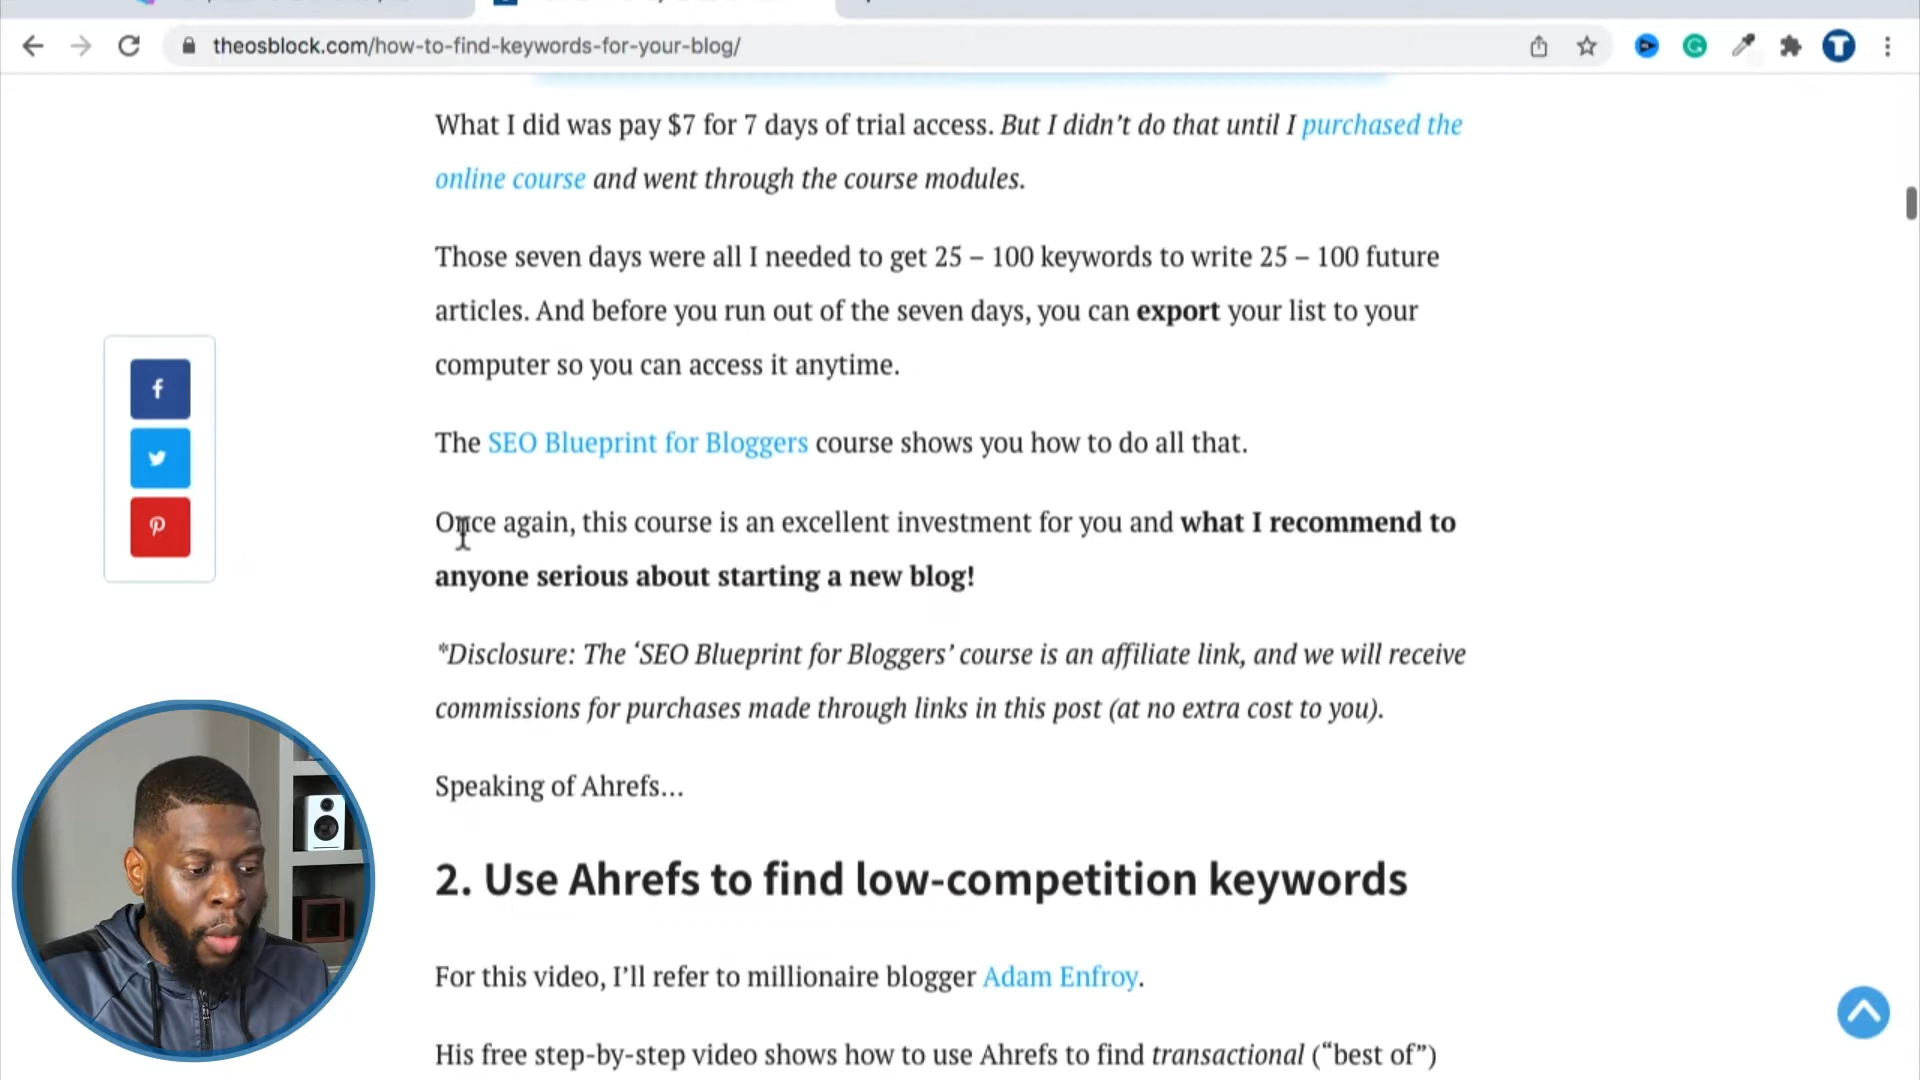 theosblock.com/how-to-find-keywords-for-your-blog/
What I did was pay $7 for 7 days of trial access. But I didn’t do that until I purchased the
online course and went through the course modules.
Those seven days were all I needed to get 25 – 100 keywords to write 25 – 100 future
articles. And before you run out of the seven days, you can export your list to your
computer so you can access it anytime.
The SEO Blueprint for Bloggers course shows you how to do all that.
Once again, this course is an excellent investment for you and what I recommend to
anyone serious about starting a new blog!
*Disclosure: The ‘SEO Blueprint for Bloggers’ course is an affiliate link, and we will receive
commissions for purchases made through links in this post (at no extra cost to you).
Speaking of Ahrefs…
2. Use Ahrefs to find low-competition keywords
For this video, I’ll refer to millionaire blogger Adam Enfroy.
His free step-by-step video shows how to use Ahrefs to find transactional (“best of”)